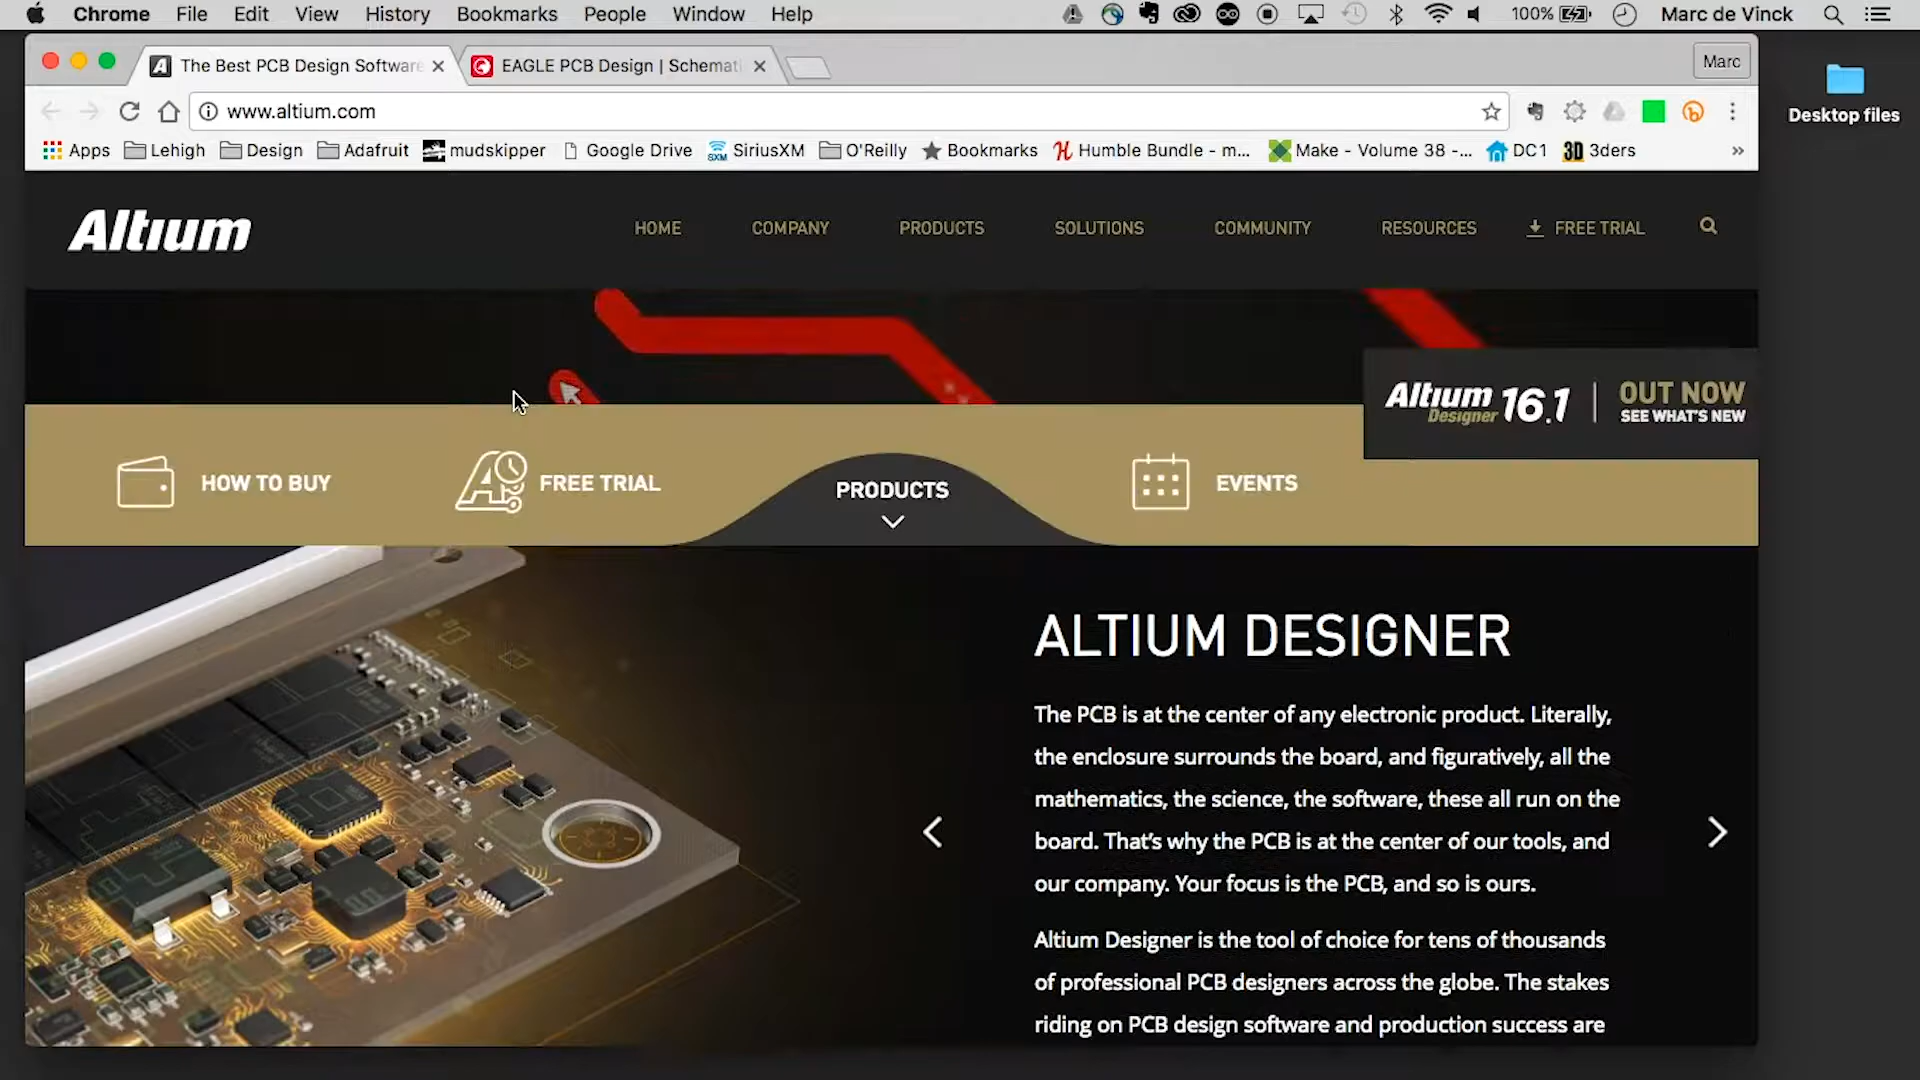 Chrome File Edit View History Bookmarks People Window Help 100% Marc de Vinck
The Best PCB Design Software EAGLE PCB Design | Schemati Marc
www.altium.com
Apps Lehigh Design Adafruit mudskipper Google Drive SiriusXM O'Reilly Bookmarks Humble Bundle - m... Make - Volume 38 -... DC1 3D 3ders »
Desktop files
Altium HOME COMPANY PRODUCTS SOLUTIONS COMMUNITY RESOURCES FREE TRIAL
Altium Designer 16.1 OUT NOW
SEE WHAT'S NEW
HOW TO BUY FREE TRIAL PRODUCTS EVENTS
ALTIUM DESIGNER
The PCB is at the center of any electronic product. Literally,
the enclosure surrounds the board, and figuratively, all the
mathematics, the science, the software, these all run on the
board. That's why the PCB is at the center of our tools, and
our company. Your focus is the PCB, and so is ours.
Altium Designer is the tool of choice for tens of thousands
of professional PCB designers across the globe. The stakes
riding on PCB design software and production success are